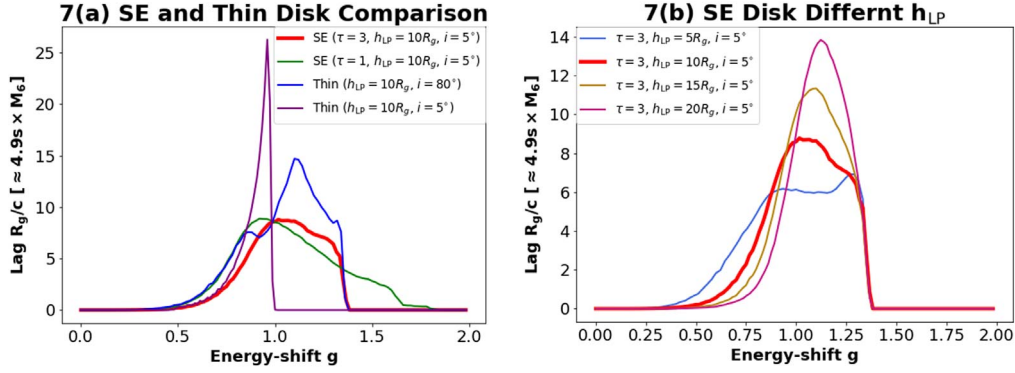 7(a) SE and Thin Disk Comparison
SE (τ = 3, h_LP = 10R_g, i = 5°)
SE (τ = 1, h_LP = 10R_g, i = 5°)
Thin (h_LP = 10R_g, i = 80°)
Thin (h_LP = 10R_g, i = 5°)
Lag R_g/c [ ≈ 4.9s × M_6]
25
20
15
10
5
0
0.0 0.5 1.0 1.5 2.0
Energy-shift g
7(b) SE Disk Differnt h_LP
τ = 3, h_LP = 5R_g, i = 5°
τ = 3, h_LP = 10R_g, i = 5°
τ = 3, h_LP = 15R_g, i = 5°
τ = 3, h_LP = 20R_g, i = 5°
Lag R_g/c [ ≈ 4.9s × M_6]
14
12
10
8
6
4
2
0
0.00 0.25 0.50 0.75 1.00 1.25 1.50 1.75 2.00
Energy-shift g